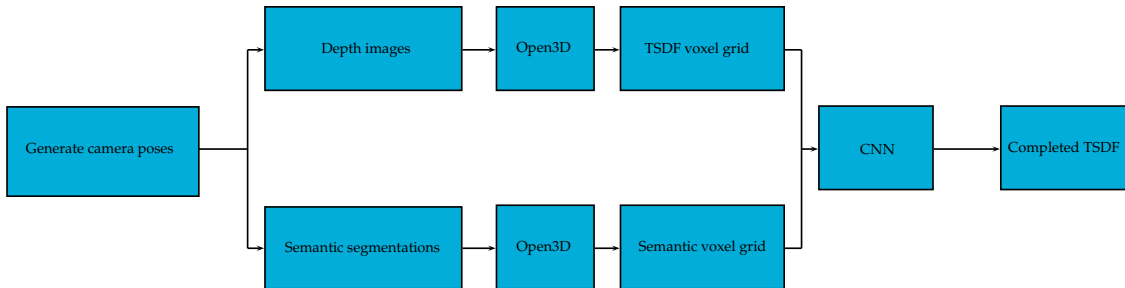 Depth images
Open3D
TSDF voxel grid
Generate camera poses
CNN
Completed TSDF
Semantic segmentations
Open3D
Semantic voxel grid